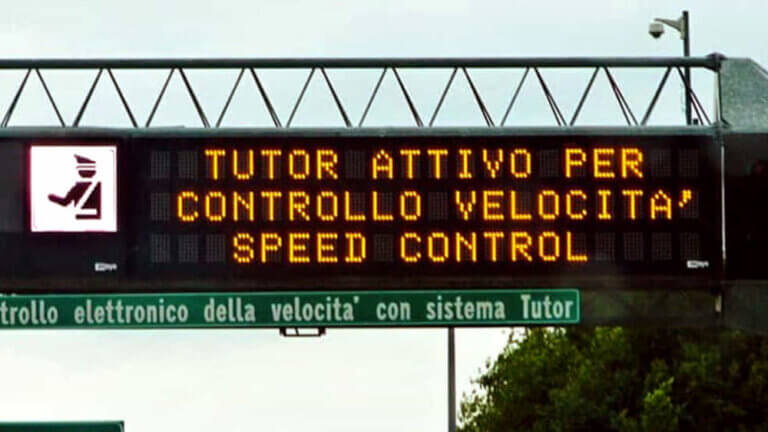 TUTOR ATTIVO PER
CONTROLLO VELOCITA'
SPEED CONTROL
trollo elettronico della velocita' con sistema Tutor